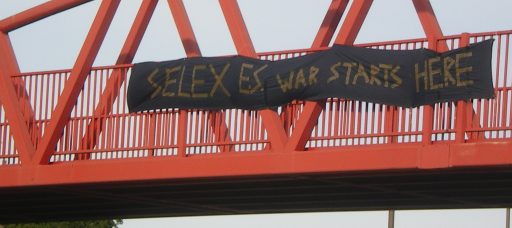 SELEX ES. WAR STARTS HERE